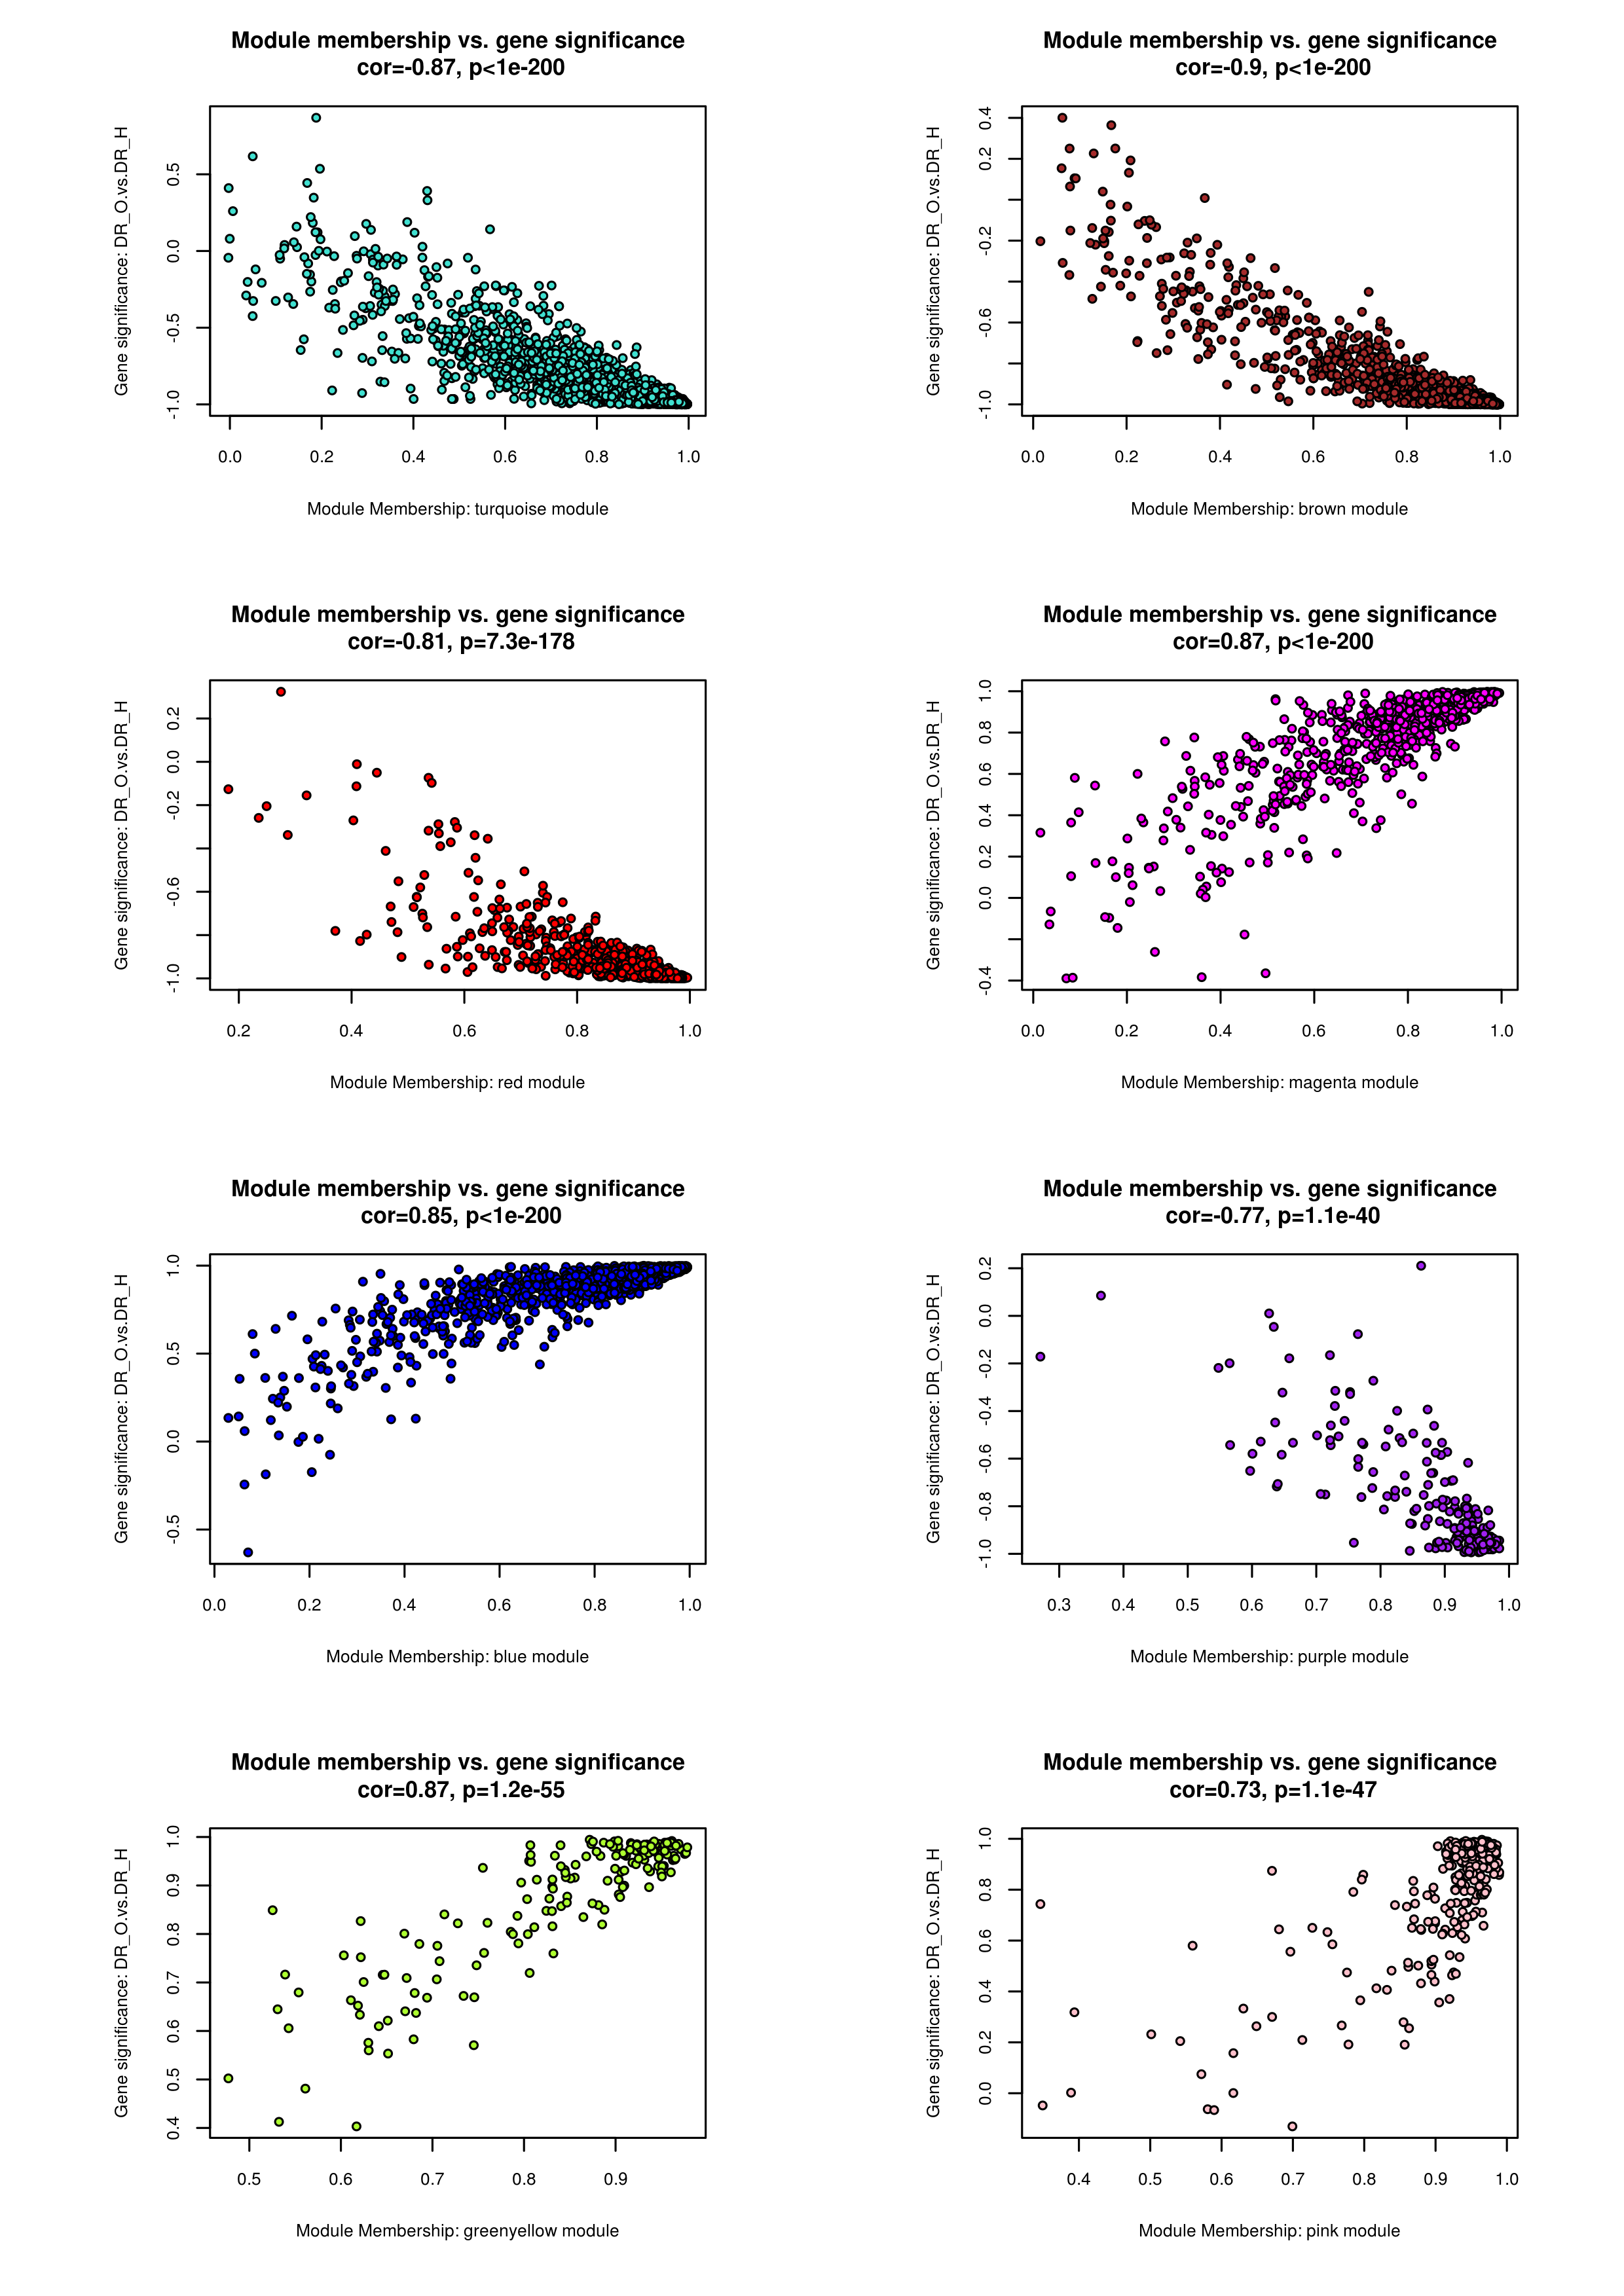 Module membership vs. gene significance
cor=-0.87, p<1e-200
Gene significance: DR_O.vs.DR_H
0.5
0.0
-0.5
-1.0
0.0 0.2 0.4 0.6 0.8 1.0
Module Membership: turquoise module
Module membership vs. gene significance
cor=-0.9, p<1e-200
Gene significance: DR_O.vs.DR_H
0.4
0.2
-0.2
-0.6
-1.0
0.0 0.2 0.4 0.6 0.8 1.0
Module Membership: brown module
Module membership vs. gene significance
cor=-0.81, p=7.3e-178
Gene significance: DR_O.vs.DR_H
0.2
0.0
-0.2
-0.6
-1.0
0.2 0.4 0.6 0.8 1.0
Module Membership: red module
Module membership vs. gene significance
cor=0.87, p<1e-200
Gene significance: DR_O.vs.DR_H
1.0
0.8
0.6
0.4
0.2
0.0
-0.4
0.0 0.2 0.4 0.6 0.8 1.0
Module Membership: magenta module
Module membership vs. gene significance
cor=0.85, p<1e-200
Gene significance: DR_O.vs.DR_H
1.0
0.5
0.0
-0.5
0.0 0.2 0.4 0.6 0.8 1.0
Module Membership: blue module
Module membership vs. gene significance
cor=-0.77, p=1.1e-40
Gene significance: DR_O.vs.DR_H
0.2
0.0
-0.2
-0.4
-0.6
-0.8
-1.0
0.3 0.4 0.5 0.6 0.7 0.8 0.9 1.0
Module Membership: purple module
Module membership vs. gene significance
cor=0.87, p=1.2e-55
Gene significance: DR_O.vs.DR_H
1.0
0.9
0.8
0.7
0.6
0.5
0.4
0.5 0.6 0.7 0.8 0.9
Module Membership: greenyellow module
Module membership vs. gene significance
cor=0.73, p=1.1e-47
Gene significance: DR_O.vs.DR_H
1.0
0.8
0.6
0.4
0.2
0.0
0.4 0.5 0.6 0.7 0.8 0.9 1.0
Module Membership: pink module